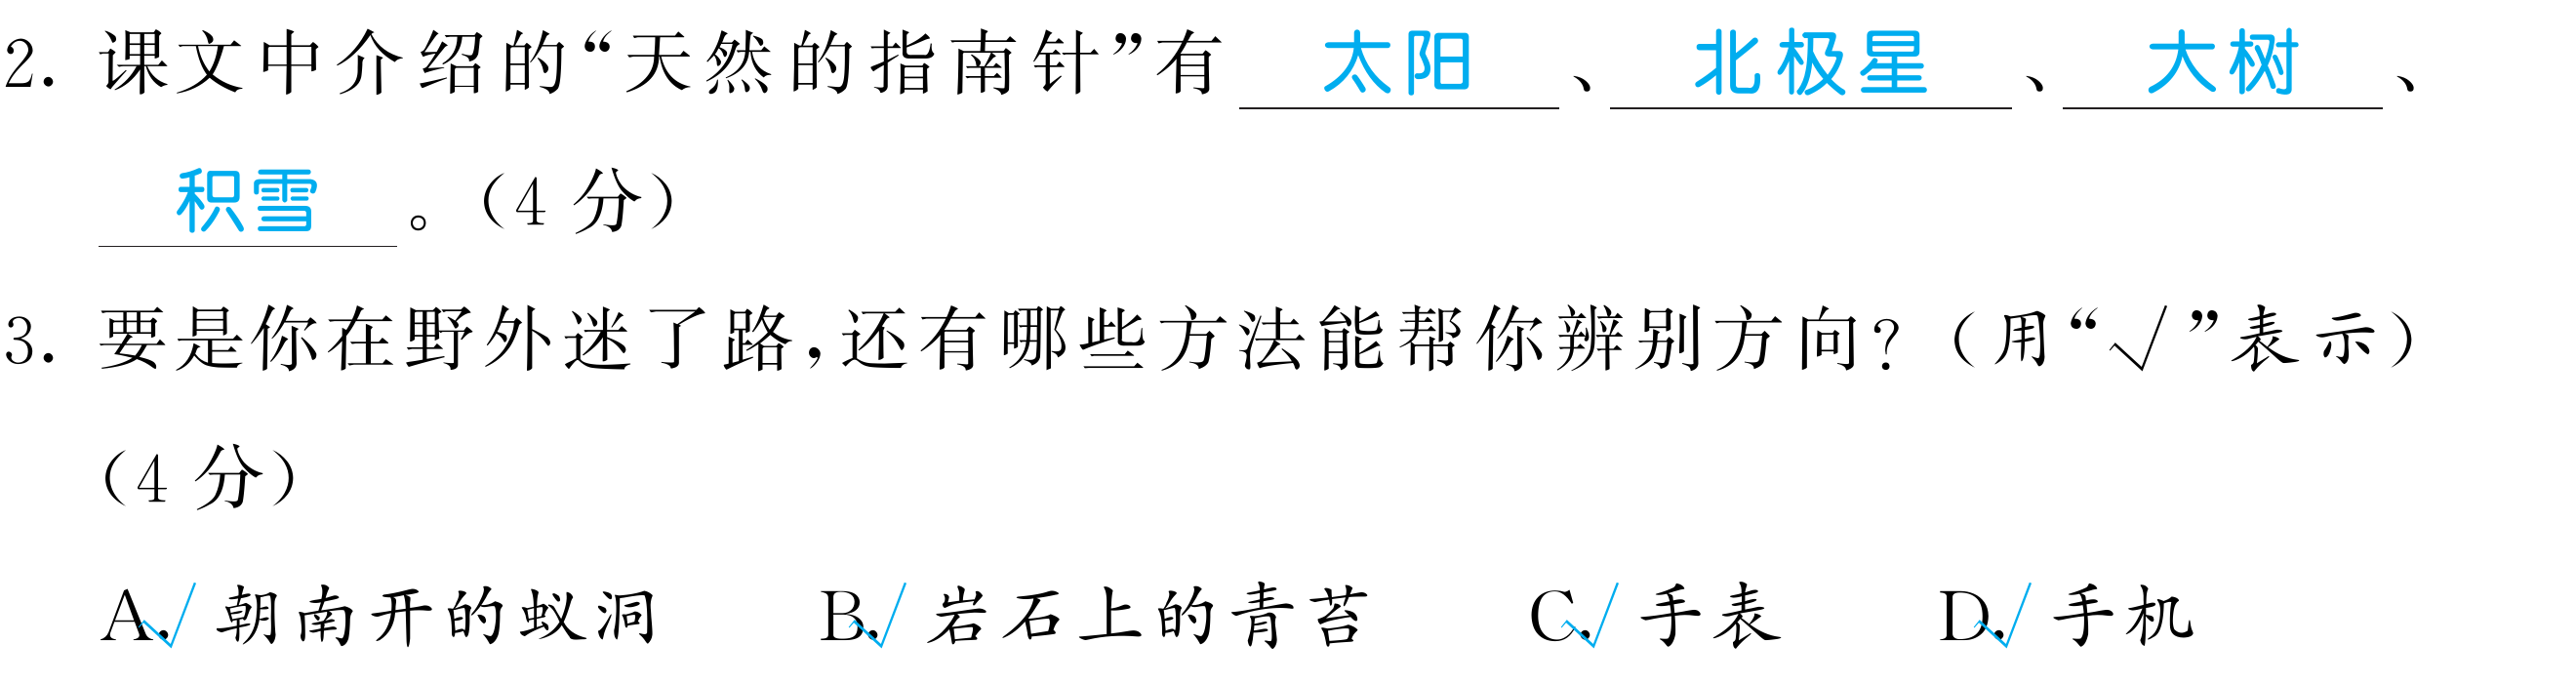 2. 课文中介绍的“天然的指南针”有 太阳 、 北极星 、 大树 、
积雪 。(4 分)
3. 要是你在野外迷了路,还有哪些方法能帮你辨别方向?(用“√”表示)
(4 分)
A.√ 朝南开的蚁洞 B.√ 岩石上的青苔 C.√ 手表 D.√ 手机